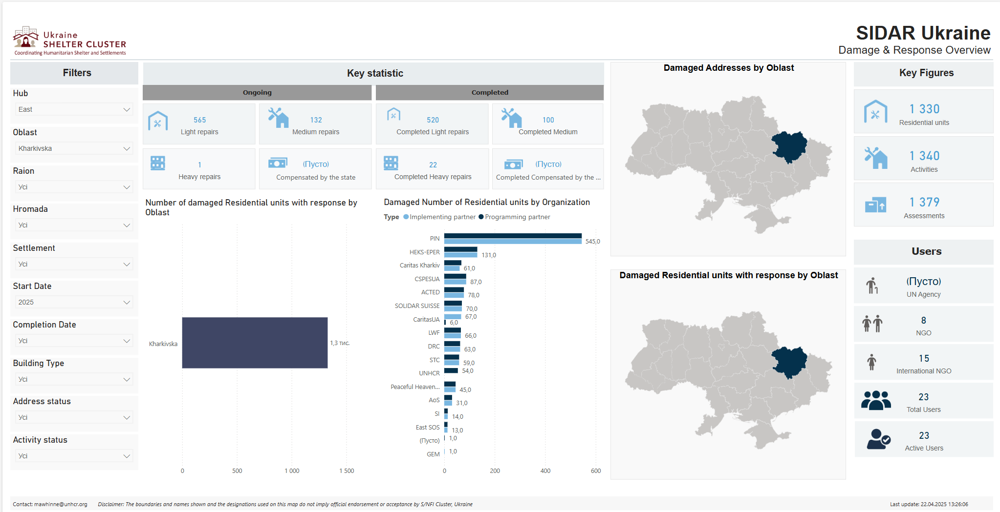 Ukraine
SHELTER CLUSTER
Coordinating Humanitarian Shelter and Settlements
SIDAR Ukraine
Damage & Response Overview
Filters
Hub
East
Oblast
Kharkivska
Raion
Усі
Hromada
Усі
Settlement
Усі
Start Date
2025
Completion Date
Усі
Building Type
Усі
Address status
Усі
Activity status
Усі
Key statistic
Ongoing
Completed
565
Light repairs
132
Medium repairs
520
Completed Light repairs
100
Completed Medium
1
Heavy repairs
(Пусто)
Compensated by the state
22
Completed Heavy repairs
(Пусто)
Completed Compensated by the ...
Number of damaged Residential units with response by
Oblast
Kharkivska
1,3 тис.
0 500 1 000 1 500
Damaged Number of Residential units by Organization
Type Implementing partner Programming partner
PIN 545,0
HEKS-EPER 131,0
Caritas Kharkiv 61,0
CSPESUA 87,0
ACTED 78,0
SOLIDAR SUISSE 70,0
CaritasUA 67,0
6,0
LWF 66,0
DRC 63,0
STC 59,0
UNHCR 54,0
Peaceful Heaven... 45,0
AoS 31,0
SI 14,0
East SOS 13,0
(Пусто) 1,0
GEM 1,0
0 200 400 600
Damaged Addresses by Oblast
Damaged Residential units with response by Oblast
Key Figures
1 330
Residential units
1 340
Activities
1 379
Assessments
Users
(Пусто)
UN Agency
8
NGO
15
International NGO
23
Total Users
23
Active Users
Contact: mawhinne@unhcr.org
Disclaimer: The boundaries and names shown and the designations used on this map do not imply official endorsement or acceptance by S/NFI Cluster, Ukraine
Last update: 22.04.2025 13:26:06